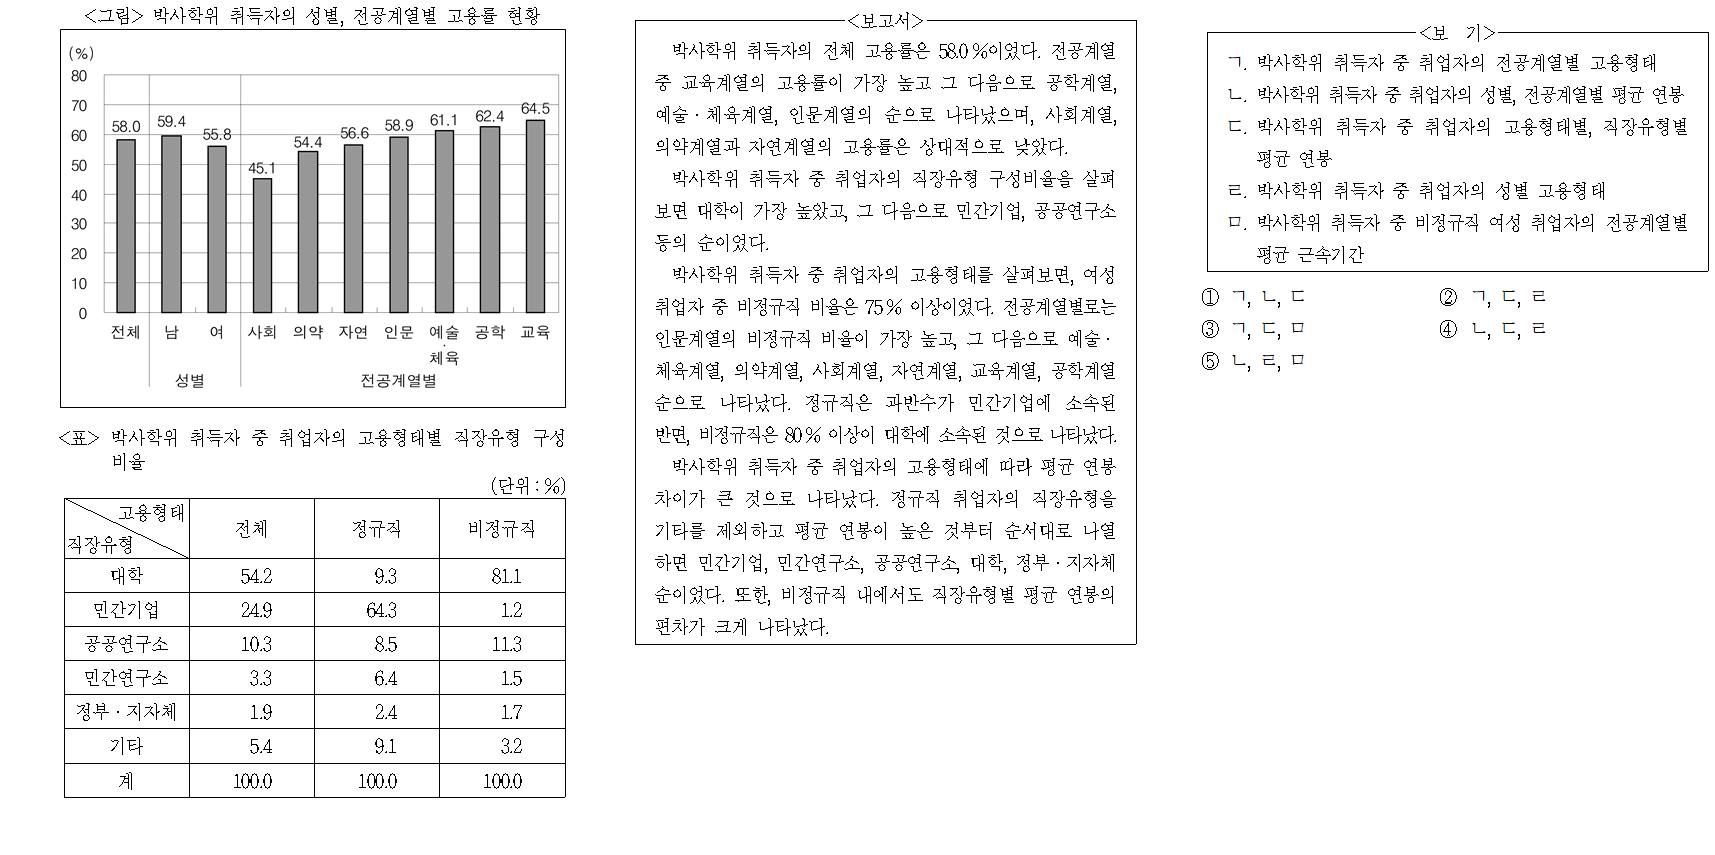 <그림> 박사학위 취득자의 성별, 전공계열별 고용률 현황
(%)
80
70
60
50
40
30
20
10
0
58.0
59.4
55.8
45.1
54.4
56.6
58.9
61.1
62.4
64.5
전체 남 여 사회 의약 자연 인문 예술·체육 공학 교육
성별 전공계열별
<표> 박사학위 취득자 중 취업자의 고용형태별 직장유형 구성
비율
(단위 : %)
고용형태
직장유형
전체 정규직 비정규직
대학 54.2 9.3 81.1
민간기업 24.9 64.3 1.2
공공연구소 10.3 8.5 11.3
민간연구소 3.3 6.4 1.5
정부·지자체 1.9 2.4 1.7
기타 5.4 9.1 3.2
계 100.0 100.0 100.0
<보고서>
박사학위 취득자의 전체 고용률은 58.0 %이었다. 전공계열
중 교육계열의 고용률이 가장 높고 그 다음으로 공학계열,
예술·체육계열, 인문계열의 순으로 나타났으며, 사회계열,
의약계열과 자연계열의 고용률은 상대적으로 낮았다.
박사학위 취득자 중 취업자의 직장유형 구성비율을 살펴
보면 대학이 가장 높았고, 그 다음으로 민간기업, 공공연구소
등의 순이었다.
박사학위 취득자 중 취업자의 고용형태를 살펴보면, 여성
취업자 중 비정규직 비율은 75 % 이상이었다. 전공계열별로는
인문계열의 비정규직 비율이 가장 높고, 그 다음으로 예술·
체육계열, 의약계열, 사회계열, 자연계열, 교육계열, 공학계열
순으로 나타났다. 정규직은 과반수가 민간기업에 소속된
반면, 비정규직은 80 % 이상이 대학에 소속된 것으로 나타났다.
박사학위 취득자 중 취업자의 고용형태에 따라 평균 연봉
차이가 큰 것으로 나타났다. 정규직 취업자의 직장유형을
기타를 제외하고 평균 연봉이 높은 것부터 순서대로 나열
하면 민간기업, 민간연구소, 공공연구소, 대학, 정부·지자체
순이었다. 또한, 비정규직 내에서도 직장유형별 평균 연봉의
편차가 크게 나타났다.
<보 기>
ㄱ. 박사학위 취득자 중 취업자의 전공계열별 고용형태
ㄴ. 박사학위 취득자 중 취업자의 성별, 전공계열별 평균 연봉
ㄷ. 박사학위 취득자 중 취업자의 고용형태별, 직장유형별
평균 연봉
ㄹ. 박사학위 취득자 중 취업자의 성별 고용형태
ㅁ. 박사학위 취득자 중 비정규직 여성 취업자의 전공계열별
평균 근속기간
① ㄱ, ㄴ, ㄷ ② ㄱ, ㄷ, ㄹ
③ ㄱ, ㄷ, ㅁ ④ ㄴ, ㄷ, ㄹ
⑤ ㄴ, ㄹ, ㅁ